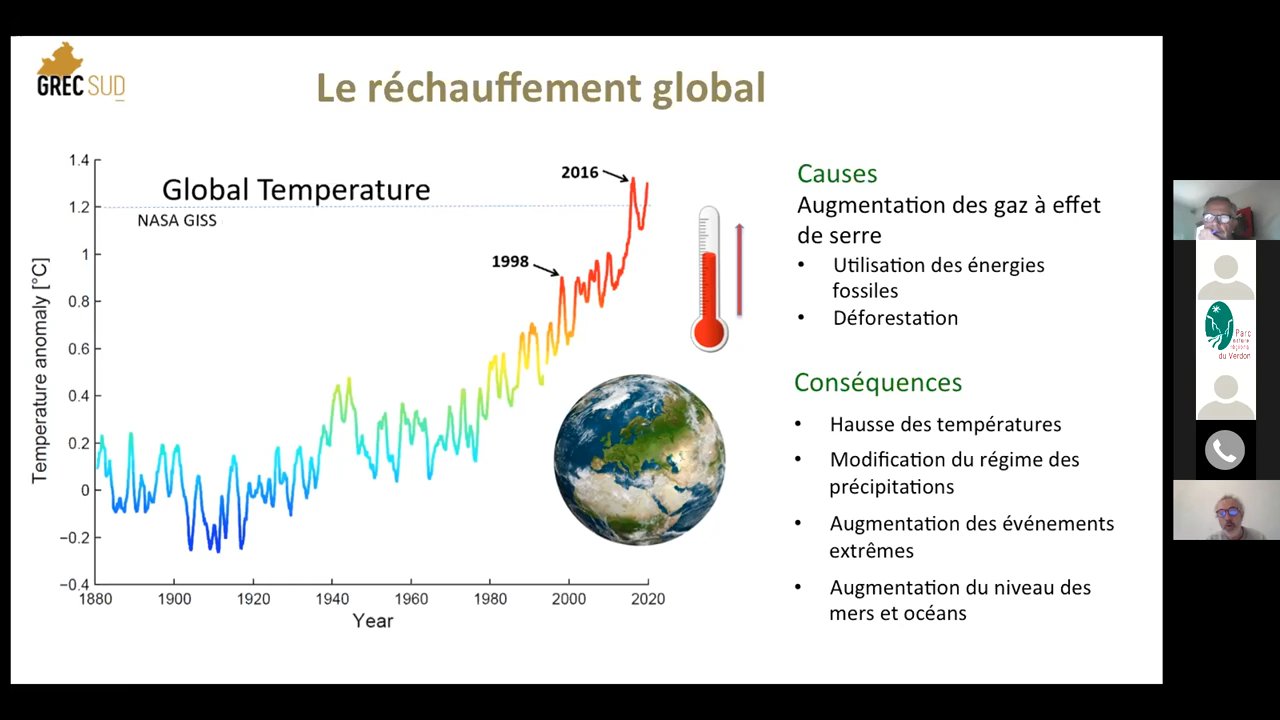 GREC SUD
Le réchauffement global
1.4
1.2
1
0.8
0.6
0.4
0.2
0
−0.2
−0.4
Temperature anomaly [°C]
Global Temperature
NASA GISS
1998
2016
1880
1900
1920
1940
1960
1980
2000
2020
Year
Causes
Augmentation des gaz à effet
de serre
• Utilisation des énergies
fossiles
• Déforestation
Conséquences
• Hausse des températures
• Modification du régime des
précipitations
• Augmentation des événements
extrêmes
• Augmentation du niveau des
mers et océans
Parc
naturel
régional
du Verdon